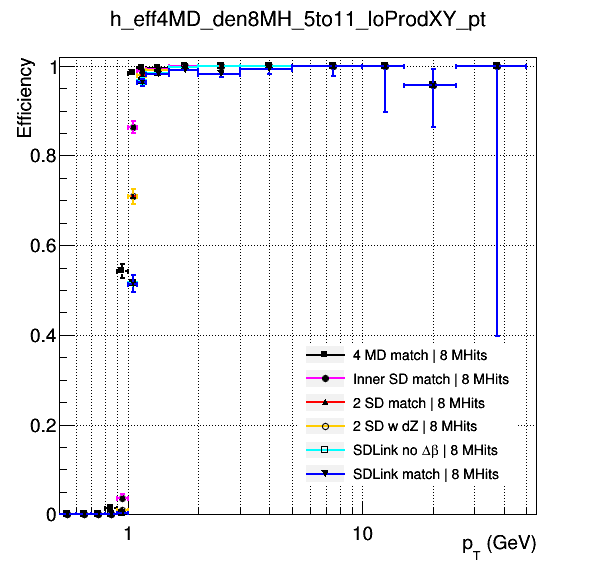 h_eff4MD_den8MH_5to11_loProdXY_pt
Efficiency
1
0.8
0.6
0.4
0.2
0
4 MD match | 8 MHits
Inner SD match | 8 MHits
2 SD match | 8 MHits
2 SD w dZ | 8 MHits
SDLink no Δβ | 8 MHits
SDLink match | 8 MHits
1
10
p_T (GeV)